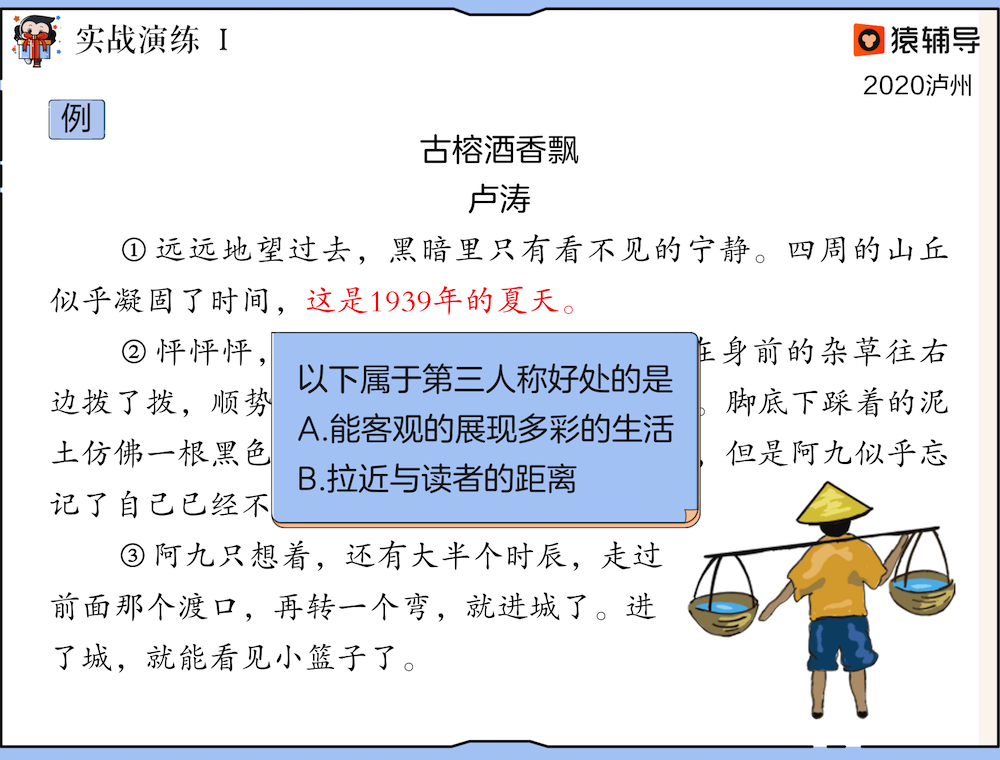 实战演练 I
猿辅导
2020泸州
例
古榕酒香飘
卢涛
①远远地望过去，黑暗里只有看不见的宁静。四周的山丘
似乎凝固了时间，这是1939年的夏天。
②怦怦怦，
身前的杂草往右
边拨了拨，顺势
。脚底下踩着的泥
土仿佛一根黑色
，但是阿九似乎忘
记了自己已经不
以下属于第三人称好处的是
A.能客观的展现多彩的生活
B.拉近与读者的距离
③阿九只想着，还有大半个时辰，走过
前面那个渡口，再转一个弯，就进城了。进
了城，就能看见小篮子了。